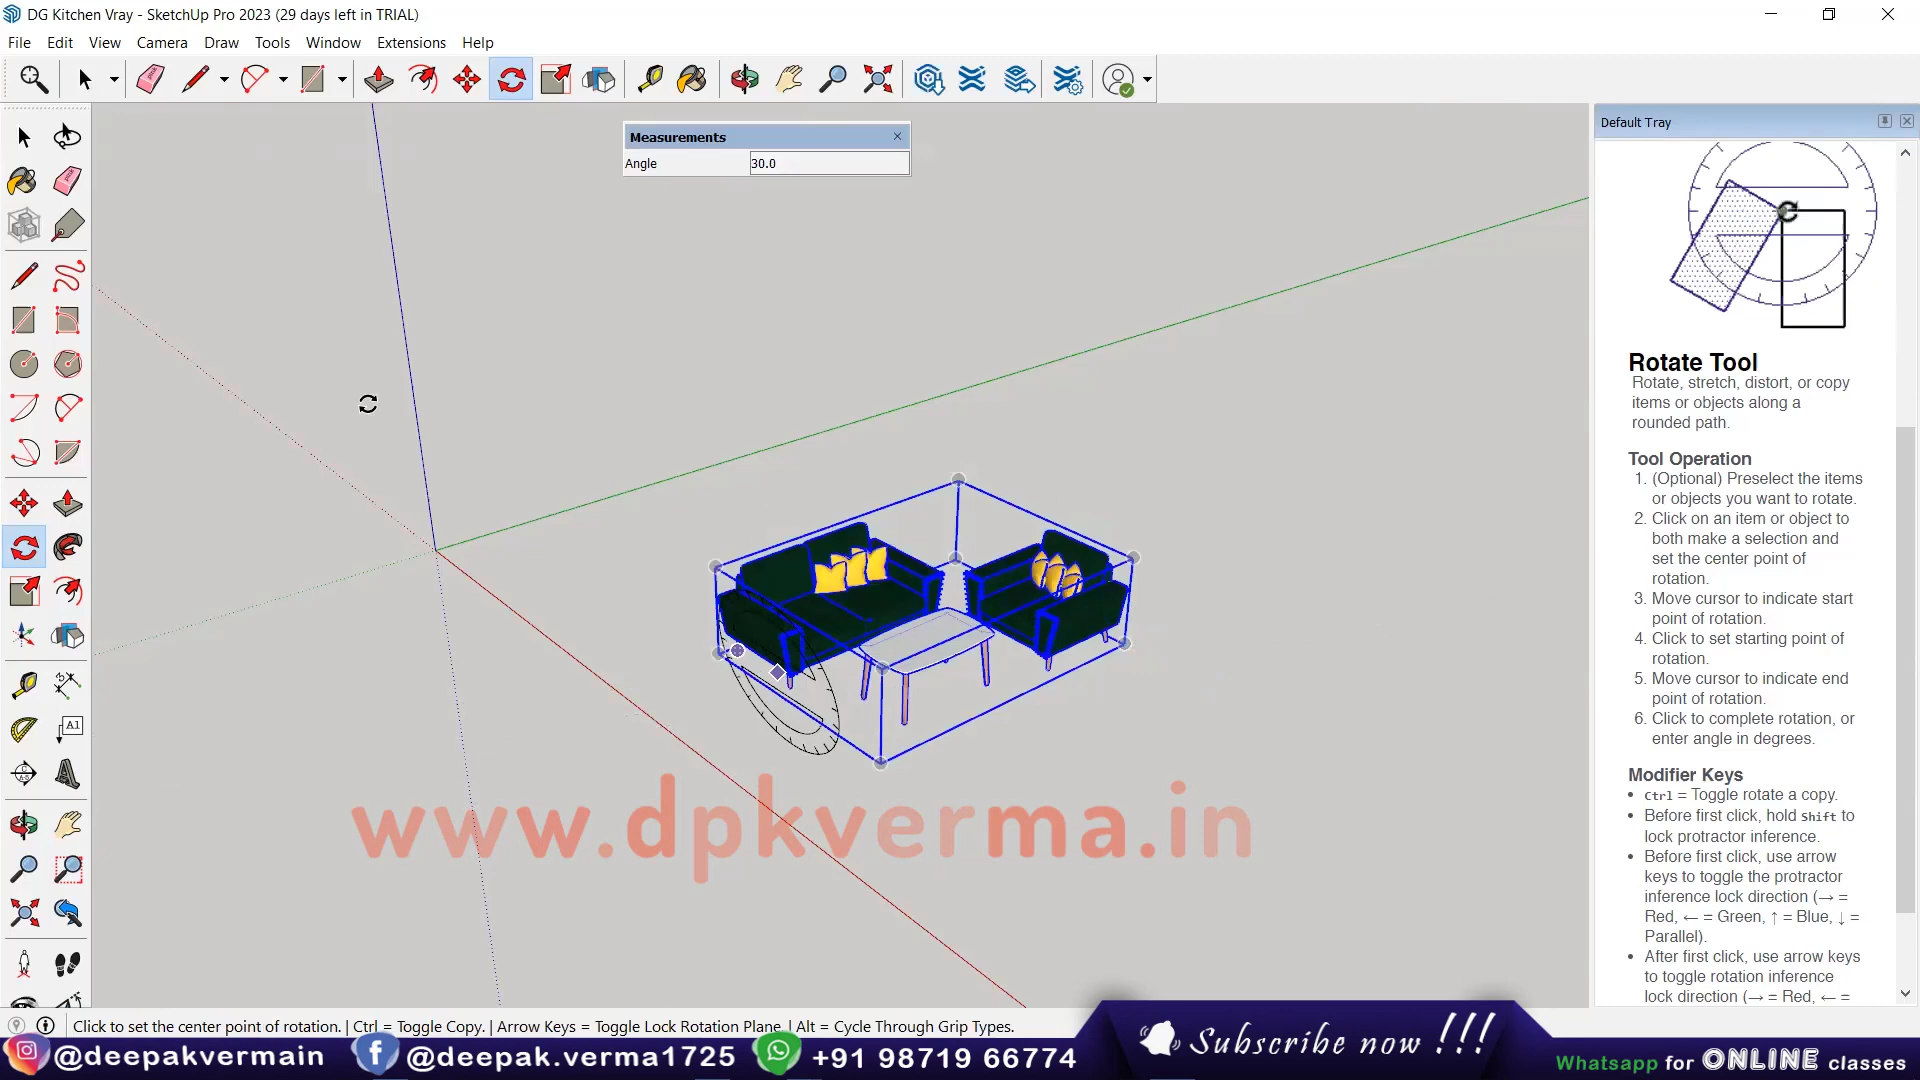 DG Kitchen Vray - SketchUp Pro 2023 (29 days left in TRIAL)
File Edit View Camera Draw Tools Window Extensions Help
Measurements
Angle 30.0
Default Tray
Rotate Tool
Rotate, stretch, distort, or copy
items or objects along a
rounded path.
Tool Operation
1. (Optional) Preselect the items
or objects you want to rotate.
2. Click on an item or object to
both make a selection and
set the center point of
rotation.
3. Move cursor to indicate start
point of rotation.
4. Click to set starting point of
rotation.
5. Move cursor to indicate end
point of rotation.
6. Click to complete rotation, or
enter angle in degrees.
Modifier Keys
• Ctrl = Toggle rotate a copy.
• Before first click, hold Shift to
lock protractor inference.
• Before first click, use arrow
keys to toggle the protractor
inference lock direction (→ =
Red, ← = Green, ↑ = Blue, ↓ =
Parallel).
• After first click, use arrow keys
to toggle rotation inference
lock direction (→ = Red, ← =
A1
www.dpkverma.in
Click to set the center point of rotation. | Ctrl = Toggle Copy. | Arrow Keys = Toggle Lock Rotation Plane | Alt = Cycle Through Grip Types.
@deepakvermain @deepak.verma1725 +91 98719 66774
Subscribe now !!!
Whatsapp for ONLINE classes